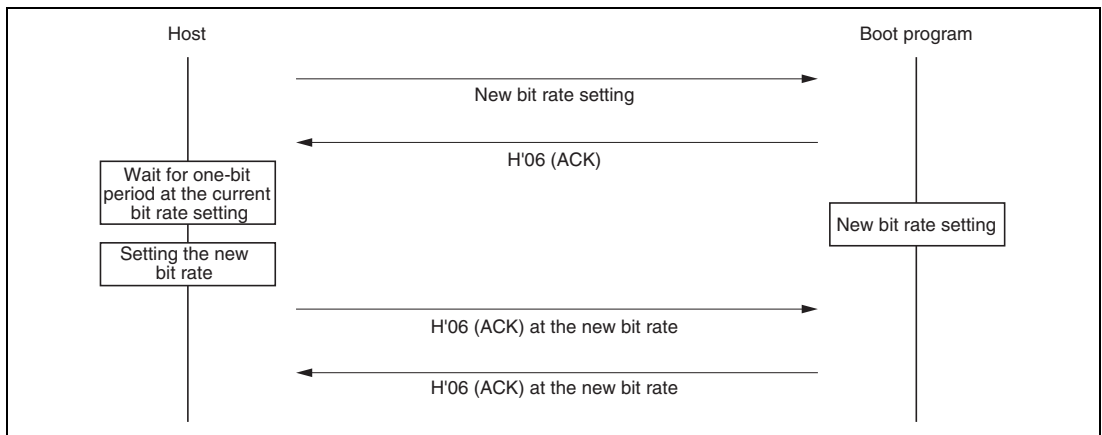 Host
Boot program
New bit rate setting
H'06 (ACK)
Wait for one-bit
period at the current
bit rate setting
New bit rate setting
Setting the new
bit rate
H'06 (ACK) at the new bit rate
H'06 (ACK) at the new bit rate